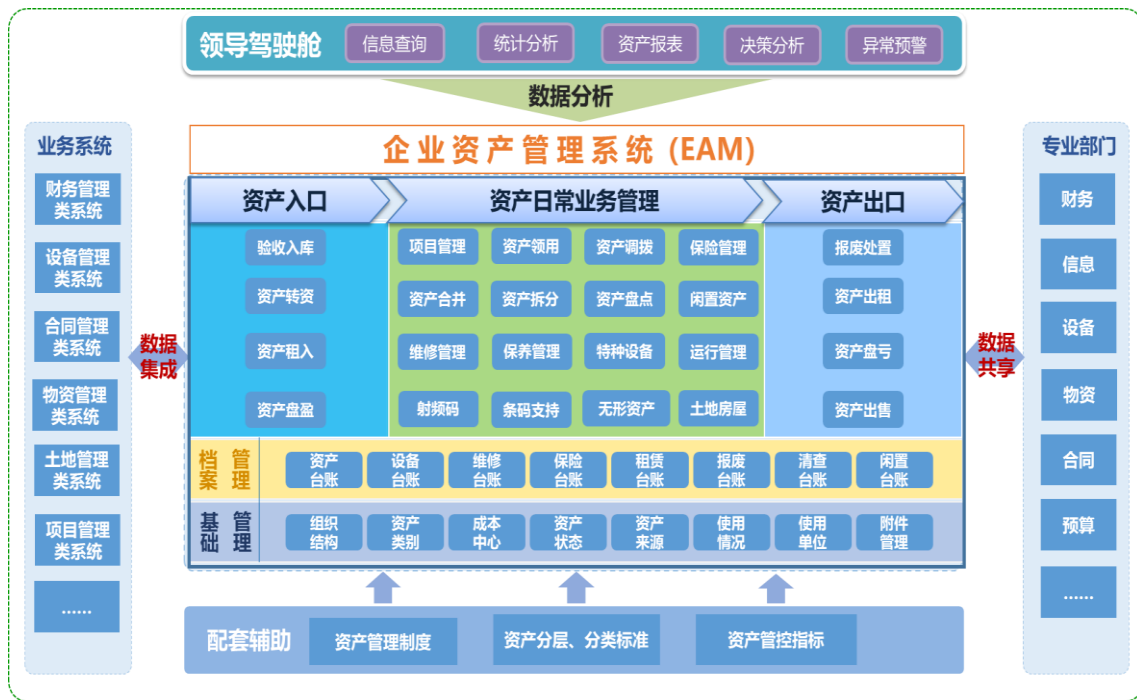 领导驾驶舱 信息查询 统计分析 资产报表 决策分析 异常预警
数据分析
企业资产管理系统 (EAM)
业务系统
财务管理
类系统
设备管理
类系统
合同管理
类系统
物资管理
类系统
土地管理
类系统
项目管理
类系统
......
数据
集成
资产入口 资产日常业务管理 资产出口
验收入库
资产转资
资产租入
资产盘盈
项目管理 资产领用 资产调拨 保险管理
资产合并 资产拆分 资产盘点 闲置资产
维修管理 保养管理 特种设备 运行管理
射频码 条码支持 无形资产 土地房屋
报废处置
资产出租
资产盘亏
资产出售
档案 管理
资产
台账
设备
台账
维修
台账
保险
台账
租赁
台账
报废
台账
清查
台账
闲置
台账
基础 管理
组织
结构
资产
类别
成本
中心
资产
状态
资产
来源
使用
情况
使用
单位
附件
管理
数据
共享
专业部门
财务
信息
设备
物资
合同
预算
......
配套辅助 资产管理制度 资产分层、分类标准 资产管控指标